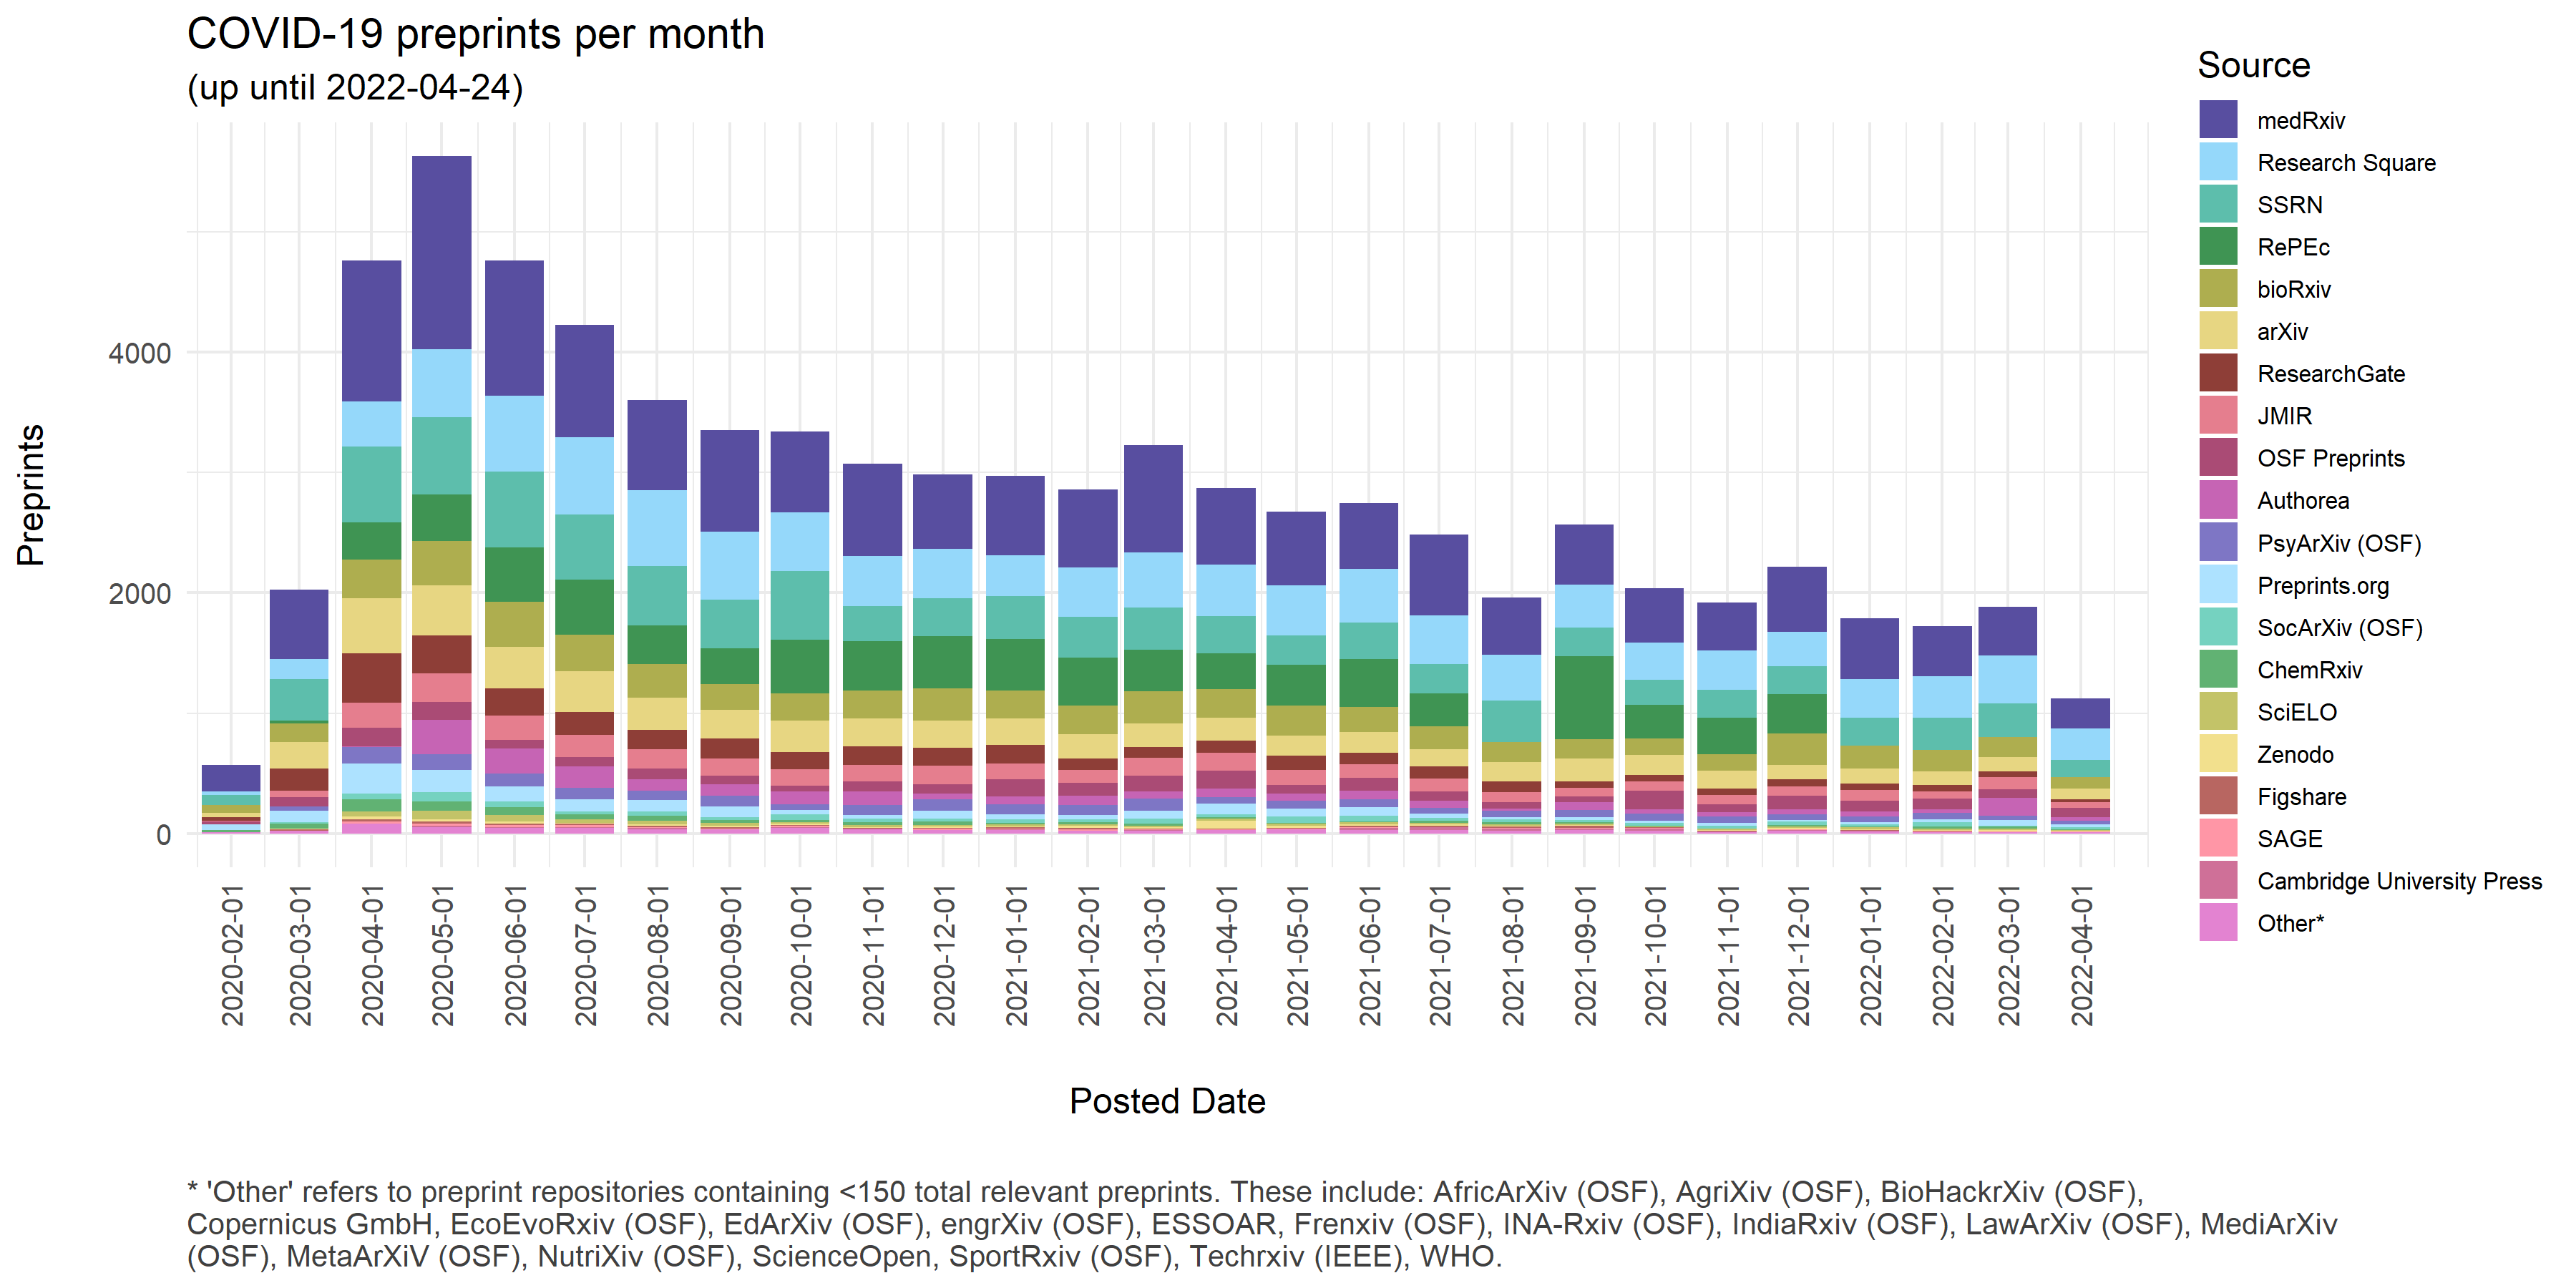 COVID-19 preprints per month
(up until 2022-04-24)
Preprints
4000
2000
0
2020-02-01
2020-03-01
2020-04-01
2020-05-01
2020-06-01
2020-07-01
2020-08-01
2020-09-01
2020-10-01
2020-11-01
2020-12-01
2021-01-01
2021-02-01
2021-03-01
2021-04-01
2021-05-01
2021-06-01
2021-07-01
2021-08-01
2021-09-01
2021-10-01
2021-11-01
2021-12-01
2022-01-01
2022-02-01
2022-03-01
2022-04-01
Posted Date
Source
medRxiv
Research Square
SSRN
RePEc
bioRxiv
arXiv
ResearchGate
JMIR
OSF Preprints
Authorea
PsyArXiv (OSF)
Preprints.org
SocArXiv (OSF)
ChemRxiv
SciELO
Zenodo
Figshare
SAGE
Cambridge University Press
Other*
* 'Other' refers to preprint repositories containing <150 total relevant preprints. These include: AfricArXiv (OSF), AgriXiv (OSF), BioHackrXiv (OSF),
Copernicus GmbH, EcoEvoRxiv (OSF), EdArXiv (OSF), engrXiv (OSF), ESSOAR, Frenxiv (OSF), INA-Rxiv (OSF), IndiaRxiv (OSF), LawArXiv (OSF), MediArXiv
(OSF), MetaArXiV (OSF), NutriXiv (OSF), ScienceOpen, SportRxiv (OSF), Techrxiv (IEEE), WHO.